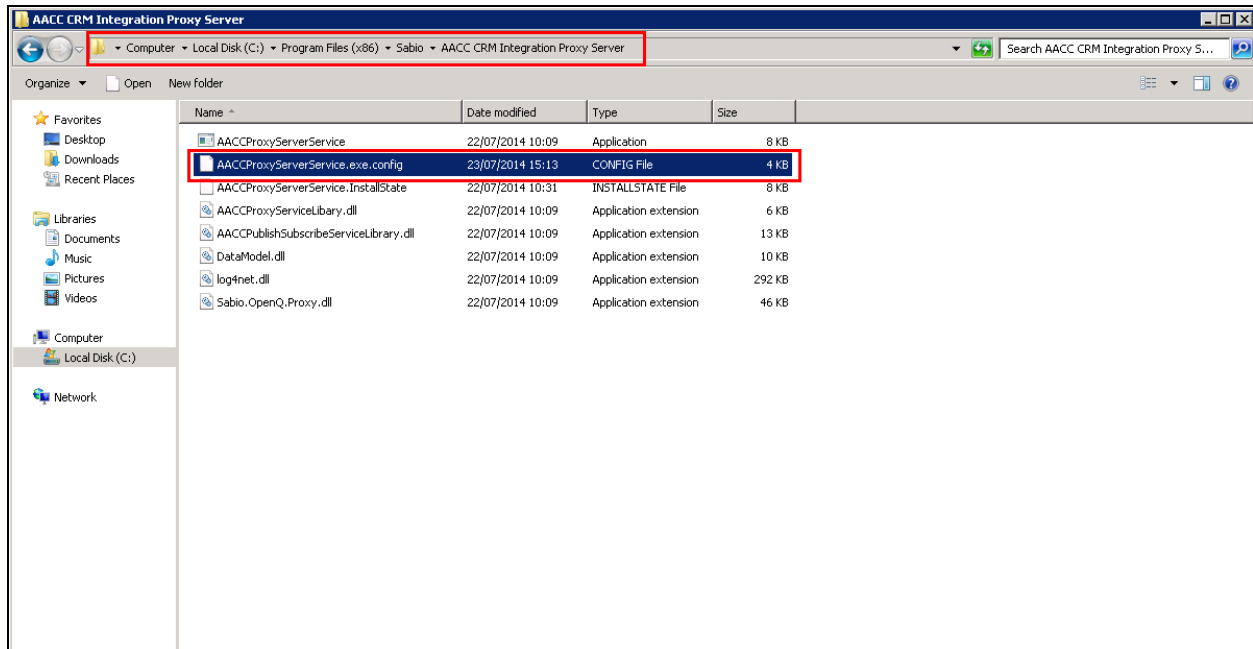 AACC CRM Integration Proxy Server
Computer Local Disk (C:) Program Files (x86) Sabio AACC CRM Integration Proxy Server Search AACC CRM Integration Proxy S...
Organize Open New folder
Favorites
Desktop
Downloads
Recent Places
Libraries
Documents
Music
Pictures
Videos
Computer
Local Disk (C:)
Network
Name Date modified Type Size
AACCProxyServerService 22/07/2014 10:09 Application 8 KB
AACCProxyServerService.exe.config 23/07/2014 15:13 CONFIG File 4 KB
AACCProxyServerService.InstallState 22/07/2014 10:31 INSTALLSTATE File 8 KB
AACCProxyServiceLibary.dll 22/07/2014 10:09 Application extension 6 KB
AACCPublishSubscribeServiceLibrary.dll 22/07/2014 10:09 Application extension 13 KB
DataModel.dll 22/07/2014 10:09 Application extension 10 KB
log4net.dll 22/07/2014 10:09 Application extension 292 KB
Sabio.OpenQ.Proxy.dll 22/07/2014 10:09 Application extension 46 KB